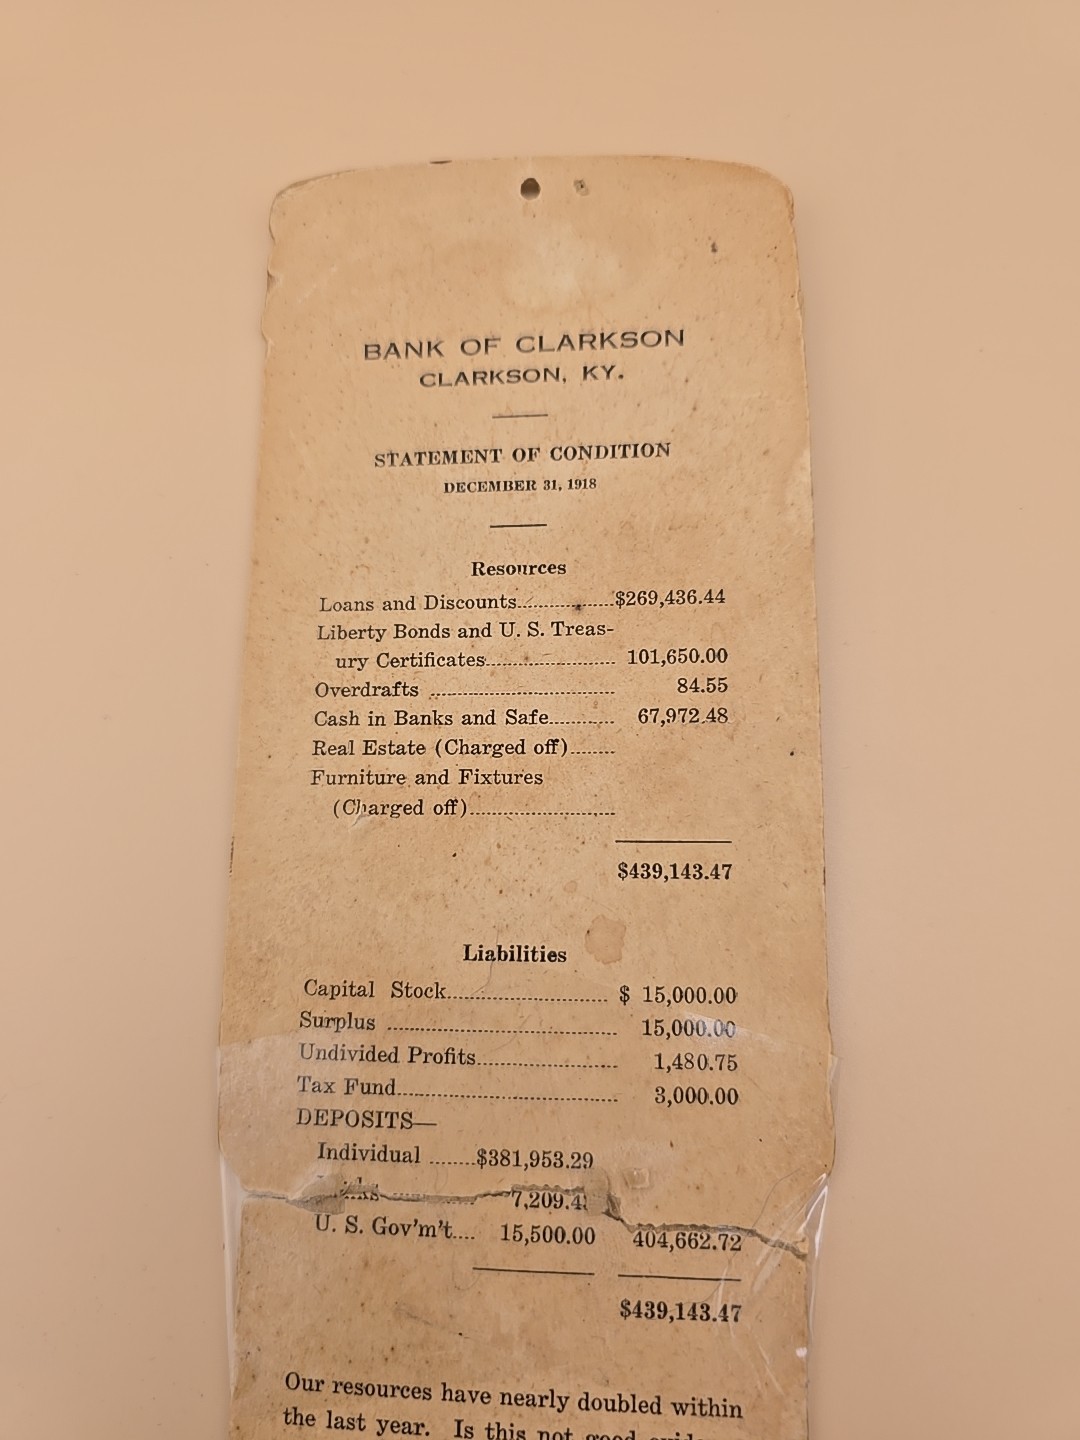 BANK OF CLARKSON
CLARKSON, KY.
STATEMENT OF CONDITION
DECEMBER 31, 1918
Resources
Loans and Discounts..................$269,436.44
Liberty Bonds and U. S. Treas-
ury Certificates........................ 101,650.00
Overdrafts .................................. 84.55
Cash in Banks and Safe............ 67,972.48
Real Estate (Charged off)........
Furniture and Fixtures
(Charged off)...........................
$439,143.47
Liabilities
Capital Stock.............................. $ 15,000.00
Surplus ........................................ 15,000.00
Undivided Profits......................... 1,480.75
Tax Fund...................................... 3,000.00
DEPOSITS—
Individual ........$381,953.29
7,209.4
U. S. Gov'm't.... 15,500.00 404,662.72
$439,143.47
Our resources have nearly doubled within
the last year. Is this not good